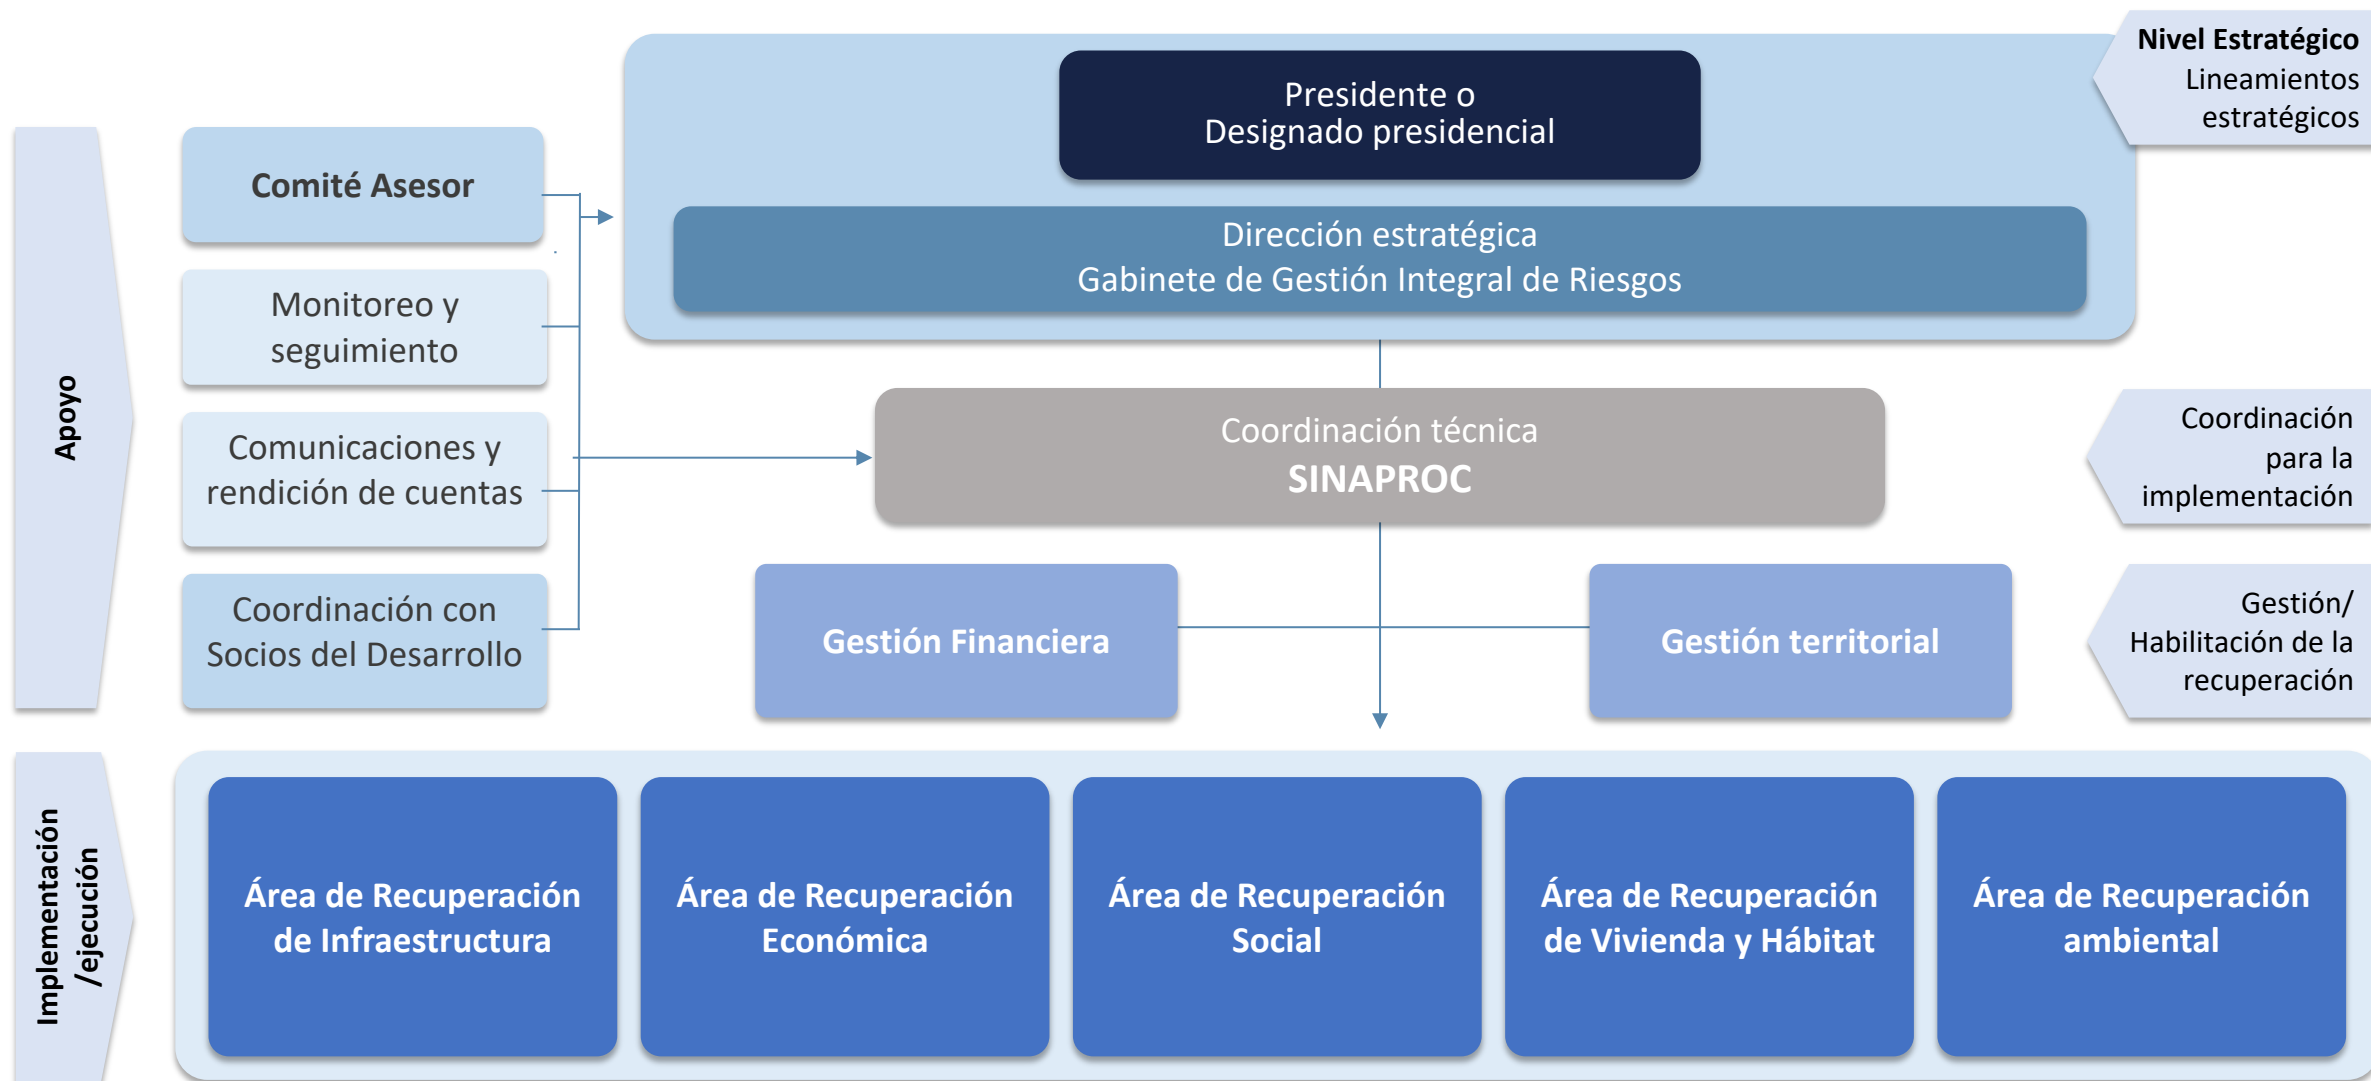 Nivel Estratégico
Lineamientos
estratégicos
Presidente o
Designado presidencial
Dirección estratégica
Gabinete de Gestión Integral de Riesgos
Apoyo
Comité Asesor
Monitoreo y
seguimiento
Comunicaciones y
rendición de cuentas
Coordinación con
Socios del Desarrollo
Coordinación técnica
SINAPROC
Coordinación
para la
implementación
Gestión Financiera
Gestión territorial
Gestión/
Habilitación de la
recuperación
Implementación
/ejecución
Área de Recuperación
de Infraestructura
Área de Recuperación
Económica
Área de Recuperación
Social
Área de Recuperación
de Vivienda y Hábitat
Área de Recuperación
ambiental